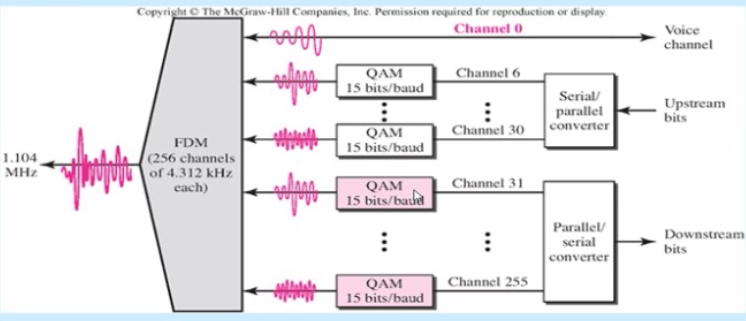 Copyright © The McGraw-Hill Companies, Inc. Permission required for reproduction or display.
Channel 0
Voice
channel
QAM
15 bits/baud
Channel 6
Serial/
parallel
converter
Upstream
bits
QAM
15 bits/baud
Channel 30
1.104
MHz
FDM
(256 channels
of 4.312 kHz
each)
QAM
15 bits/baud
Channel 31
Parallel/
serial
converter
Downstream
bits
QAM
15 bits/baud
Channel 255